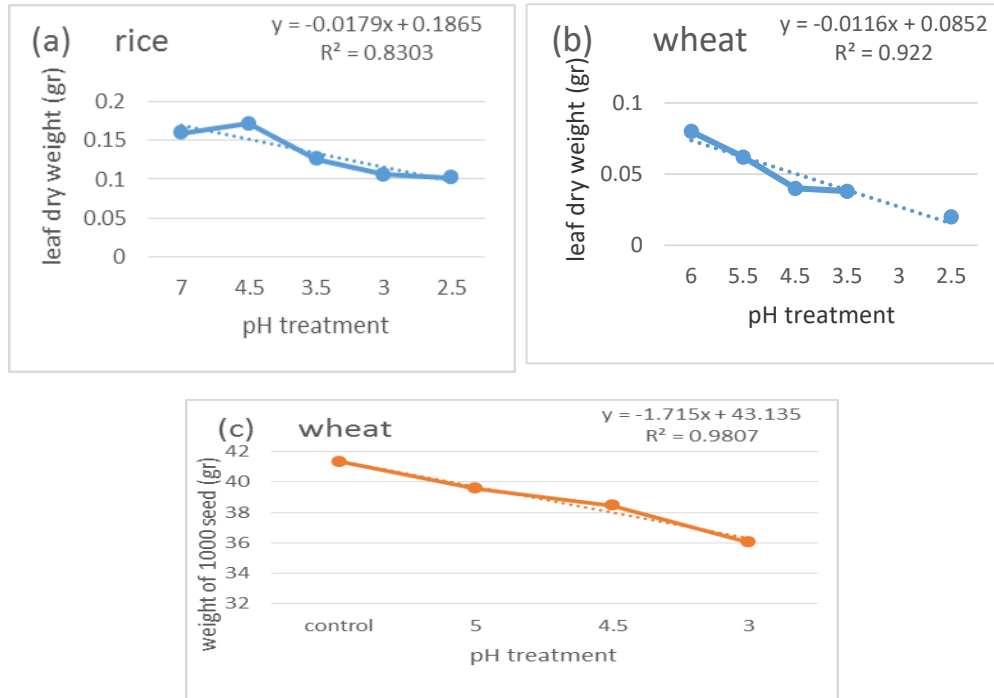 (a) rice
y = -0.0179x + 0.1865
R² = 0.8303
leaf dry weight (gr)
0.2
0.15
0.1
0.05
0
7 4.5 3.5 3 2.5
pH treatment
(b) wheat
y = -0.0116x + 0.0852
R² = 0.922
leaf dry weight (gr)
0.1
0.05
0
6 5.5 4.5 3.5 3 2.5
pH treatment
(c) wheat
y = -1.715x + 43.135
R² = 0.9807
weight of 1000 seed (gr)
42
40
38
36
34
32
control 5 4.5 3
pH treatment